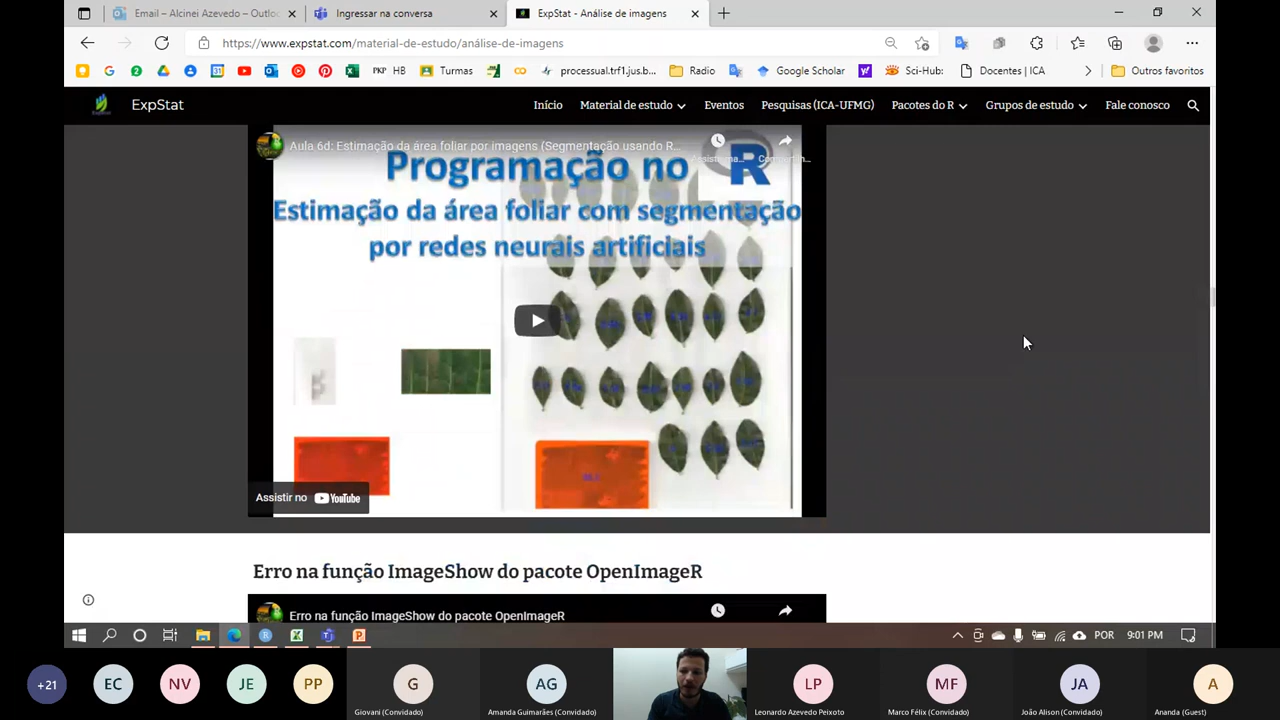 Email – Alcinei Azevedo – Outloo
Ingressar na conversa
ExpStat - Análise de imagens
https://www.expstat.com/material-de-estudo/análise-de-imagens
PKP HB
Turmas
processual.trf1.jus.b...
Radio
Google Scholar
Sci-Hub:
Docentes | ICA
Outros favoritos
ExpStat
Início
Material de estudo
Eventos
Pesquisas (ICA-UFMG)
Pacotes do R
Grupos de estudo
Fale conosco
Aula 6d: Estimação da área foliar por imagens (Segmentação usando R...
Assistir ma...
Compartilh...
Programação no R
Estimação da área foliar com segmentação
por redes neurais artificiais
Assistir no YouTube
Erro na função ImageShow do pacote OpenImageR
Erro na função ImageShow do pacote OpenImageR
POR
9:01 PM
+21
EC
NV
JE
PP
G
AG
LP
MF
JA
A
Giovani (Convidado)
Amanda Guimarães (Convidado)
Leonardo Azevedo Peixoto
Marco Félix (Convidado)
João Alison (Convidado)
Ananda (Guest)